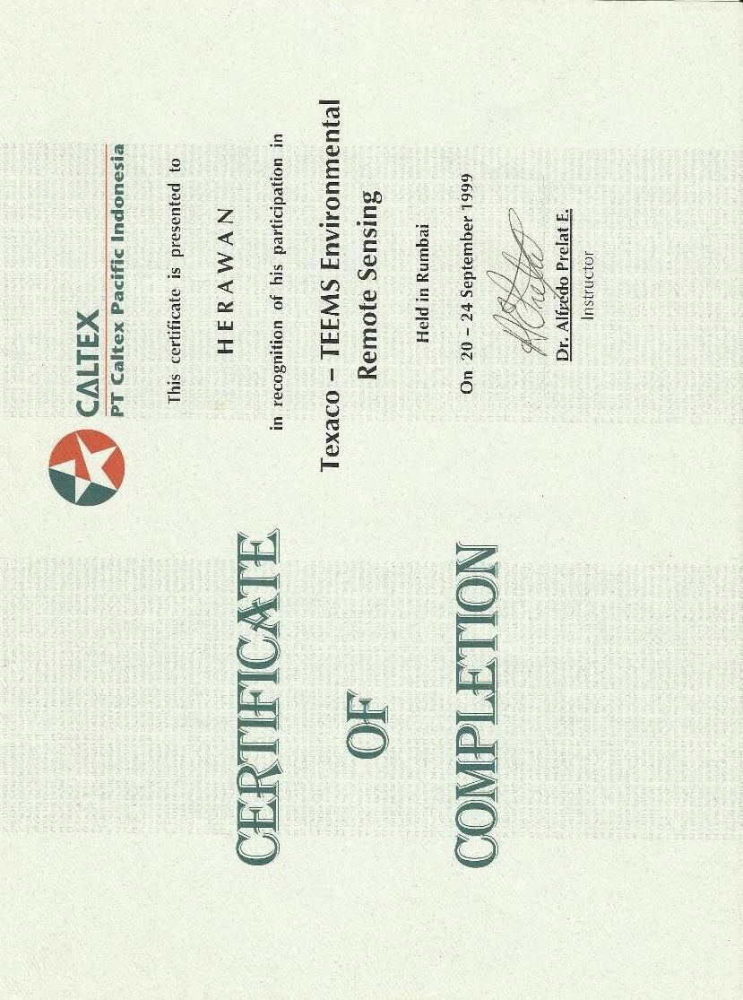 CERTIFICATE
OF
COMPLETION
CALTEX
PT Caltex Pacific Indonesia
This certificate is presented to
HERAWAN
in recognition of his participation in
Texaco – TEEMS Environmental
Remote Sensing
Held in Rumbai
On 20 – 24 September 1999
Dr. Alfredo Prelat E.
Instructor